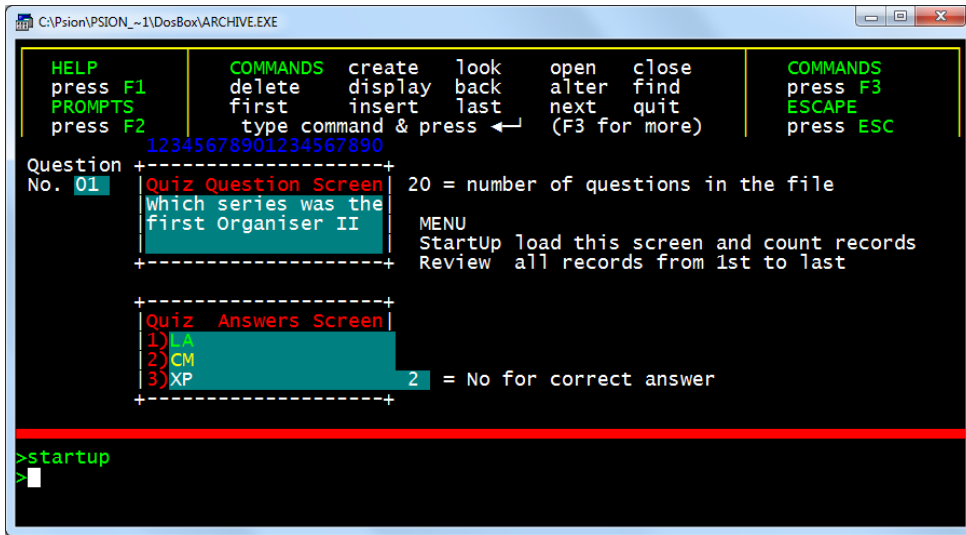 C:\Psion\PSION_~1\DosBox\ARCHIVE.EXE
HELP COMMANDS create look open close COMMANDS
press F1 delete display back alter find press F3
PROMPTS first insert last next quit ESCAPE
press F2 type command & press ◄─┘ (F3 for more) press ESC
12345678901234567890
Question +--------------------+
No. 01 |Quiz Question Screen| 20 = number of questions in the file
|Which series was the|
|first Organiser II | MENU
| | StartUp load this screen and count records
+--------------------+ Review all records from 1st to last
+--------------------+
|Quiz Answers Screen|
|1)LA
|2)CM
|3)XP 2 = No for correct answer
+--------------------+
>startup
>